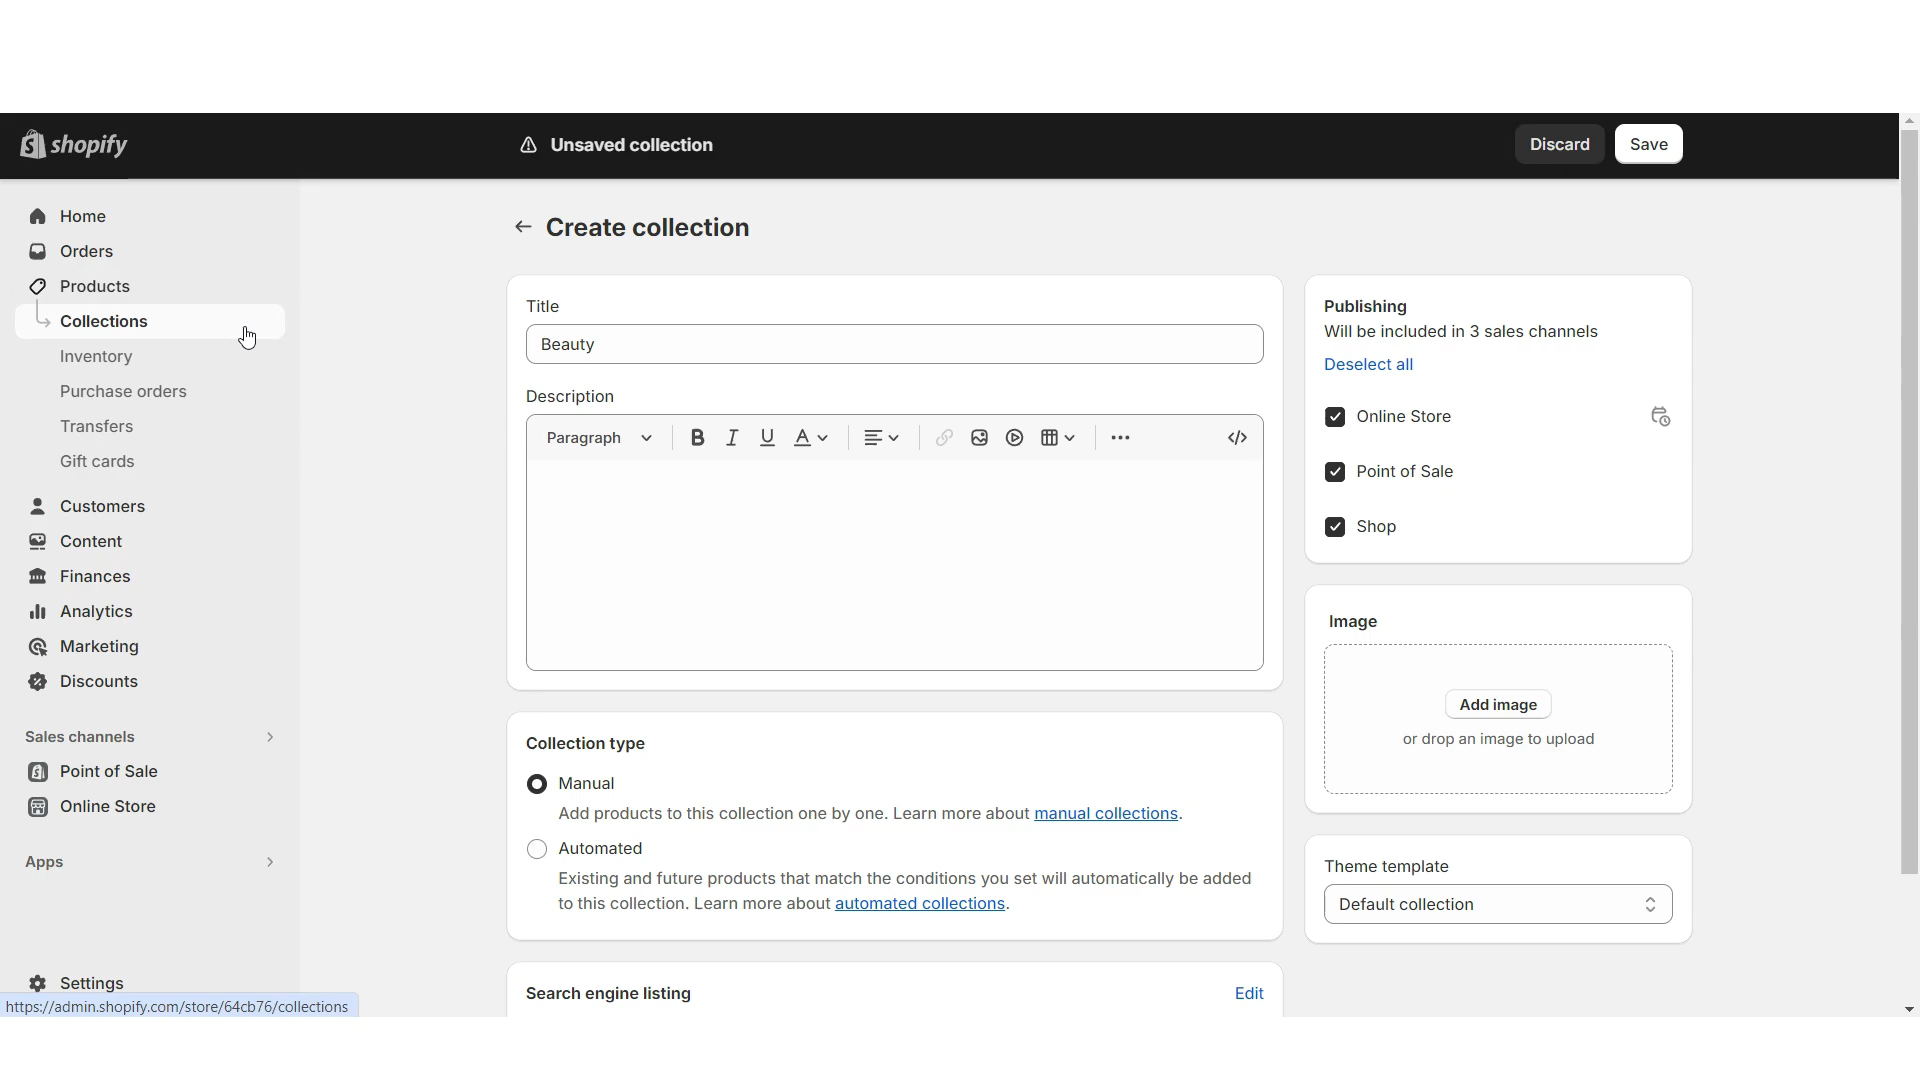 shopify
Unsaved collection
Discard
Save
Home
Orders
Products
Collections
Inventory
Purchase orders
Transfers
Gift cards
Customers
Content
Finances
Analytics
Marketing
Discounts
Sales channels
Point of Sale
Online Store
Apps
Settings
https://admin.shopify.com/store/64cb76/collections
Create collection
Title
Beauty
Description
Paragraph
B I U A
Collection type
Manual
Add products to this collection one by one. Learn more about manual collections.
Automated
Existing and future products that match the conditions you set will automatically be added
to this collection. Learn more about automated collections.
Search engine listing
Edit
Publishing
Will be included in 3 sales channels
Deselect all
Online Store
Point of Sale
Shop
Image
Add image
or drop an image to upload
Theme template
Default collection